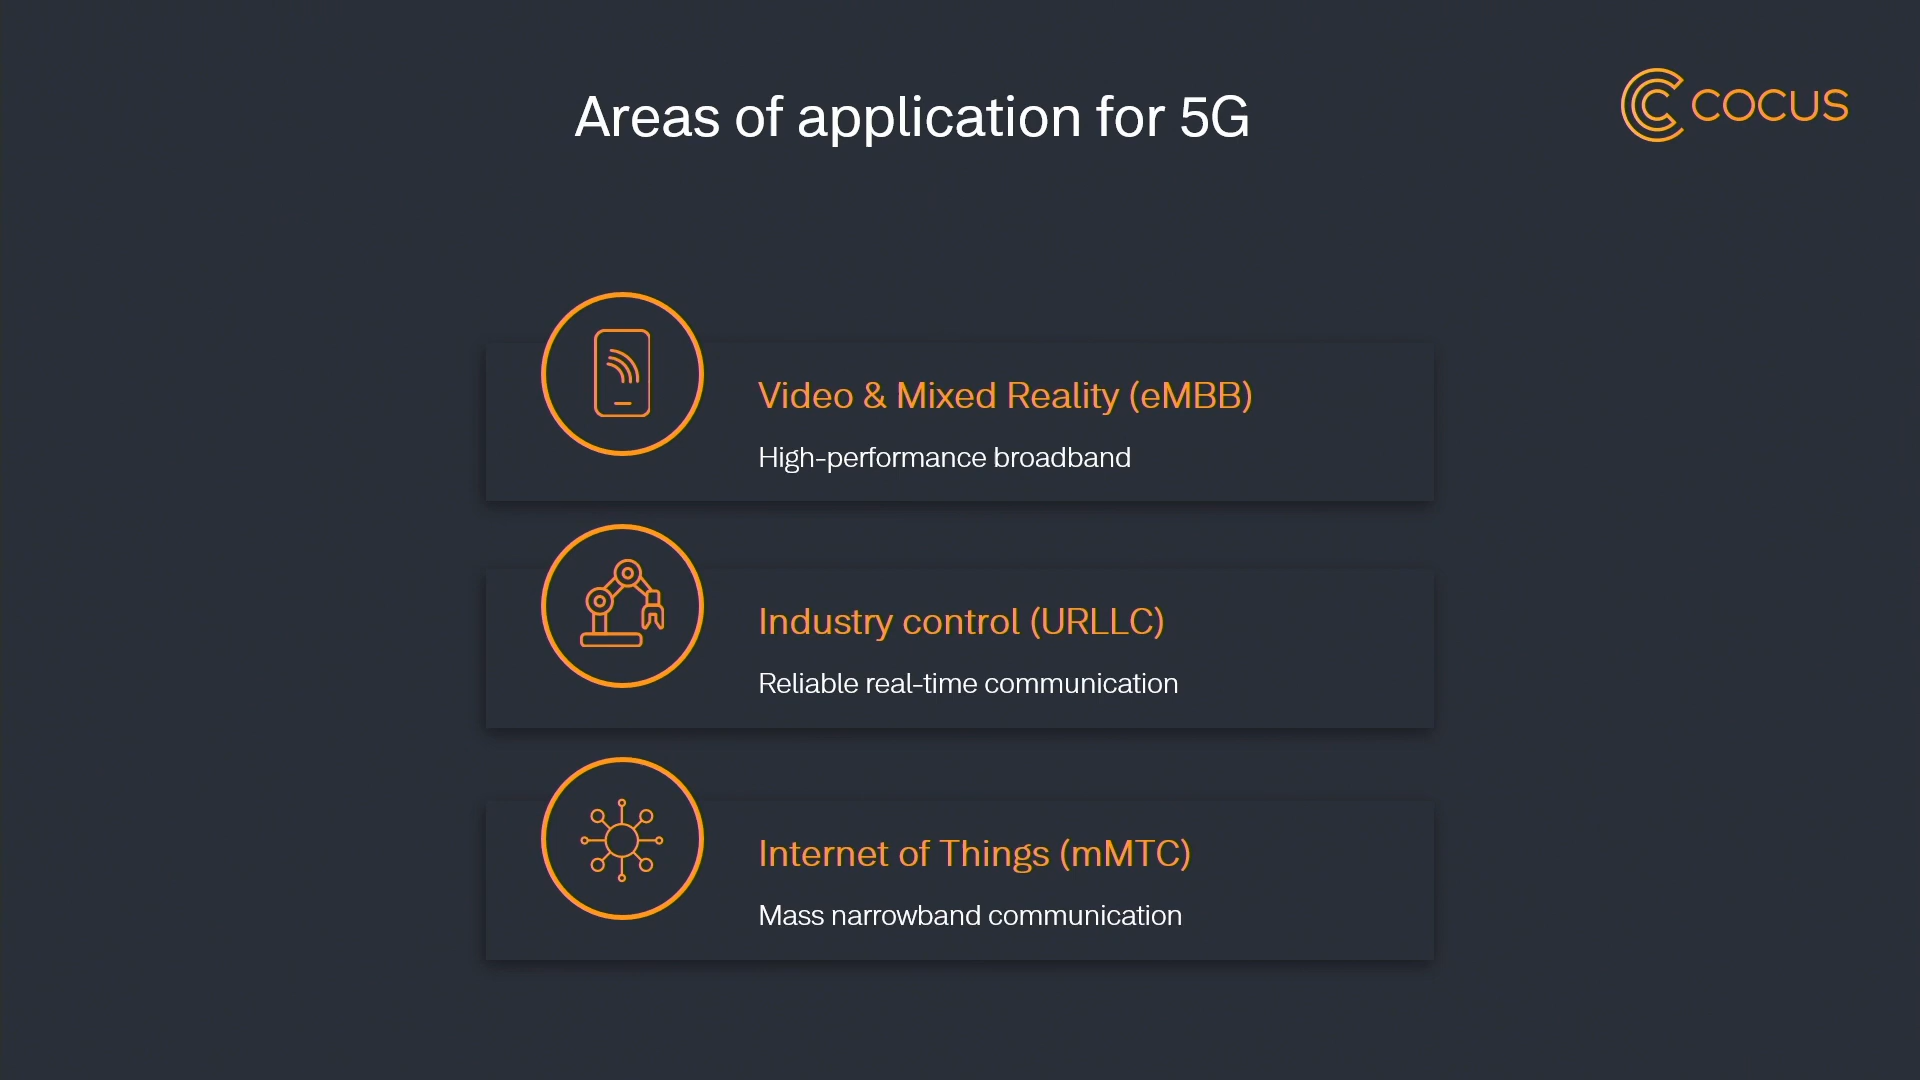 Areas of application for 5G
COCUS
Video & Mixed Reality (eMBB)
High-performance broadband
Industry control (URLLC)
Reliable real-time communication
Internet of Things (mMTC)
Mass narrowband communication